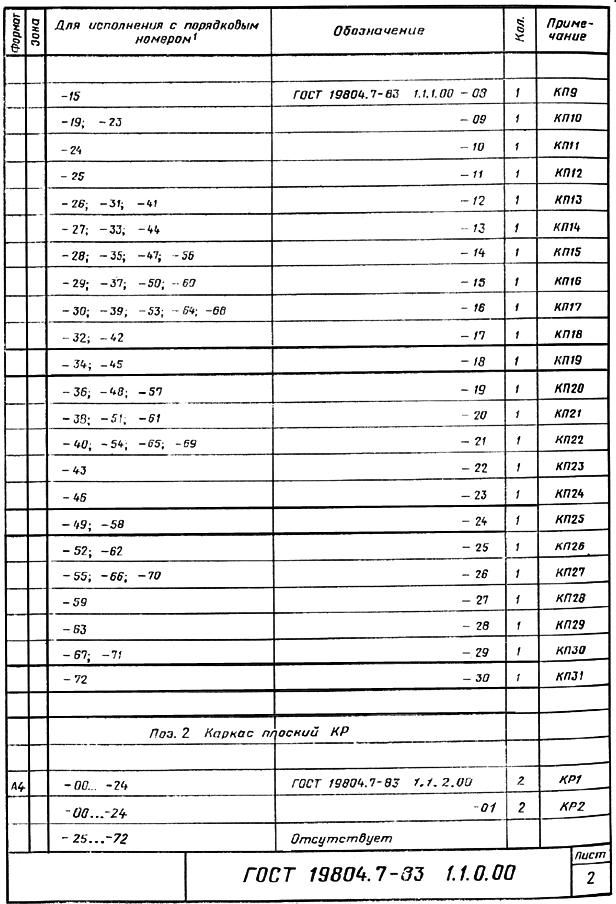 Формат Зона Для исполнения с порядковым номером¹ Обозначение Кол. Приме-чание
-15 ГОСТ 19804.7-83 1.1.1.00 - 08 1 КП9
-19; -23 -09 1 КП10
-24 -10 1 КП11
-25 -11 1 КП12
-26; -31; -41 -12 1 КП13
-27; -33; -44 -13 1 КП14
-28; -35; -47; -56 -14 1 КП15
-29; -37; -50; -60 -15 1 КП16
-30; -39; -53; -64; -68 -16 1 КП17
-32; -42 -17 1 КП18
-34; -45 -18 1 КП19
-36; -48; -57 -19 1 КП20
-38; -51; -61 -20 1 КП21
-40; -54; -65; -69 -21 1 КП22
-43 -22 1 КП23
-46 -23 1 КП24
-49; -58 -24 1 КП25
-52; -62 -25 1 КП26
-55; -66; -70 -26 1 КП27
-59 -27 1 КП28
-63 -28 1 КП29
-67; -71 -29 1 КП30
-72 -30 1 КП31
Поз. 2 Каркас плоский КР
А4 -00... -24 ГОСТ 19804.7-83 1.1.2.00 2 КР1
-00...-24 -01 2 КР2
-25...-72 Отсутствует
ГОСТ 19804.7-83 1.1.0.00 Лист 2